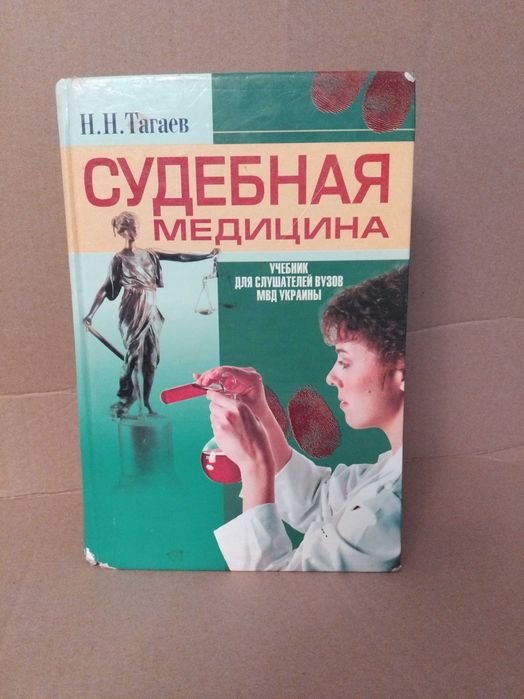 Н.Н.Тагаев
СУДЕБНАЯ
МЕДИЦИНА
УЧЕБНИК
ДЛЯ СЛУШАТЕЛЕЙ ВУЗОВ
МВД УКРАИНЫ